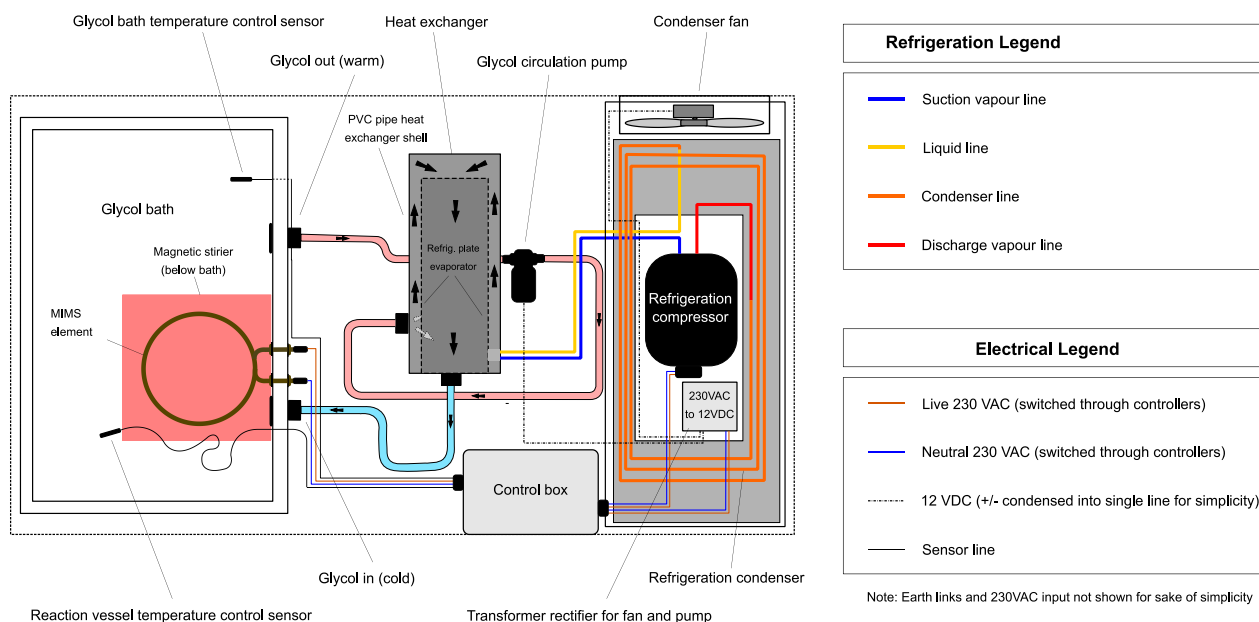 Glycol bath temperature control sensor
Heat exchanger
Condenser fan
Glycol out (warm)
Glycol circulation pump
PVC pipe heat
exchanger shell
Glycol bath
Magnetic stirier
(below bath)
MIMS
element
Refrig. plate
evaporator
Refrigeration
compressor
230VAC
to 12VDC
Control box
Glycol in (cold)
Refrigeration condenser
Reaction vessel temperature control sensor
Transformer rectifier for fan and pump
Refrigeration Legend
Suction vapour line
Liquid line
Condenser line
Discharge vapour line
Electrical Legend
Live 230 VAC (switched through controllers)
Neutral 230 VAC (switched through controllers)
12 VDC (+/- condensed into single line for simplicity)
Sensor line
Note: Earth links and 230VAC input not shown for sake of simplicity